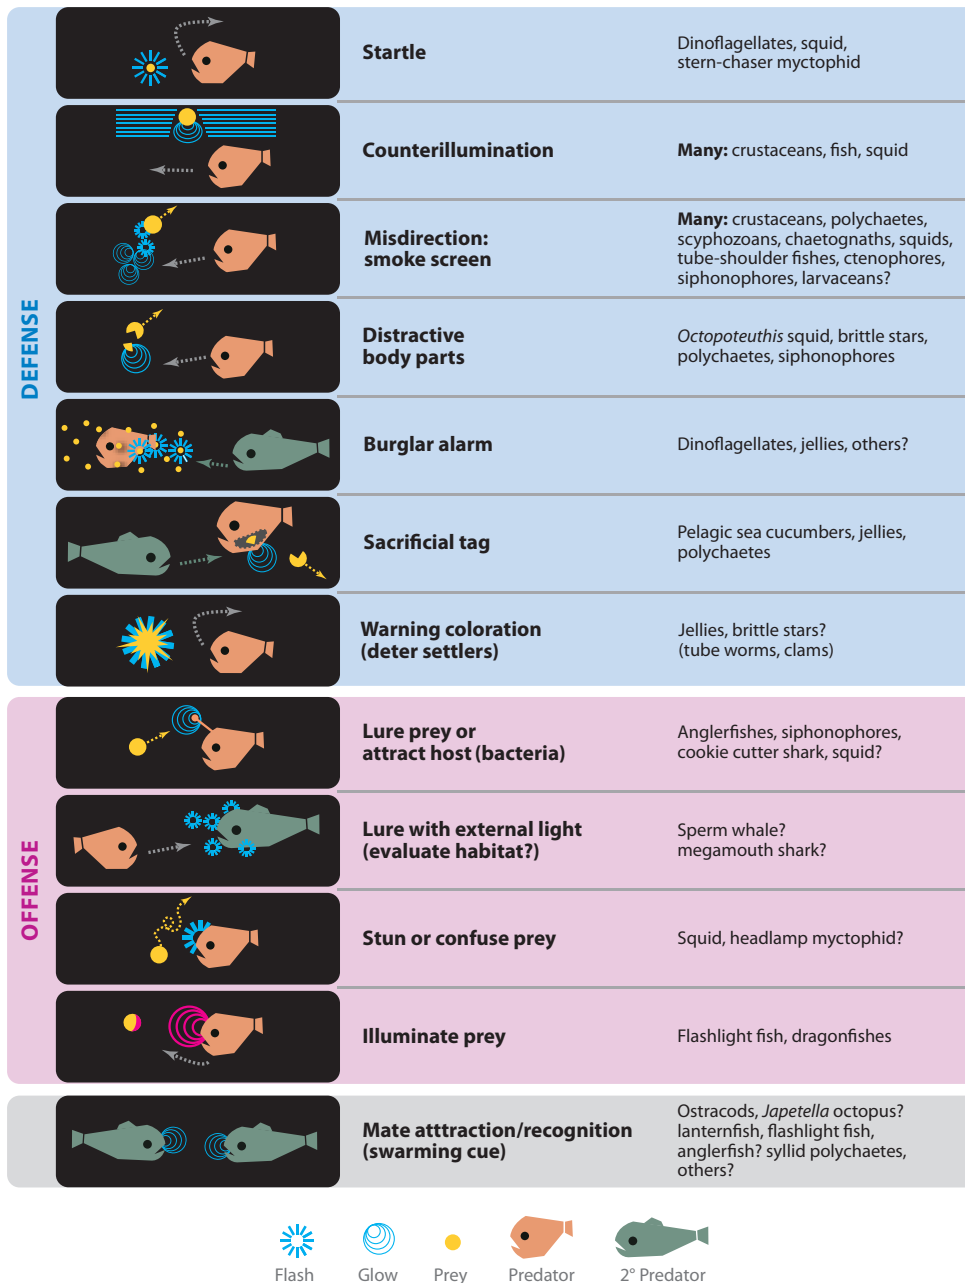 DEFENSE
Startle
Dinoflagellates, squid,
stern-chaser myctophid
Counterillumination
Many: crustaceans, fish, squid
Misdirection:
smoke screen
Many: crustaceans, polychaetes,
scyphozoans, chaetognaths, squids,
tube-shoulder fishes, ctenophores,
siphonophores, larvaceans?
Distractive
body parts
Octopoteuthis squid, brittle stars,
polychaetes, siphonophores
Burglar alarm
Dinoflagellates, jellies, others?
Sacrificial tag
Pelagic sea cucumbers, jellies,
polychaetes
Warning coloration
(deter settlers)
Jellies, brittle stars?
(tube worms, clams)
OFFENSE
Lure prey or
attract host (bacteria)
Anglerfishes, siphonophores,
cookie cutter shark, squid?
Lure with external light
(evaluate habitat?)
Sperm whale?
megamouth shark?
Stun or confuse prey
Squid, headlamp myctophid?
Illuminate prey
Flashlight fish, dragonfishes
Mate atttraction/recognition
(swarming cue)
Ostracods, Japetella octopus?
lanternfish, flashlight fish,
anglerfish? syllid polychaetes,
others?
Flash
Glow
Prey
Predator
2° Predator